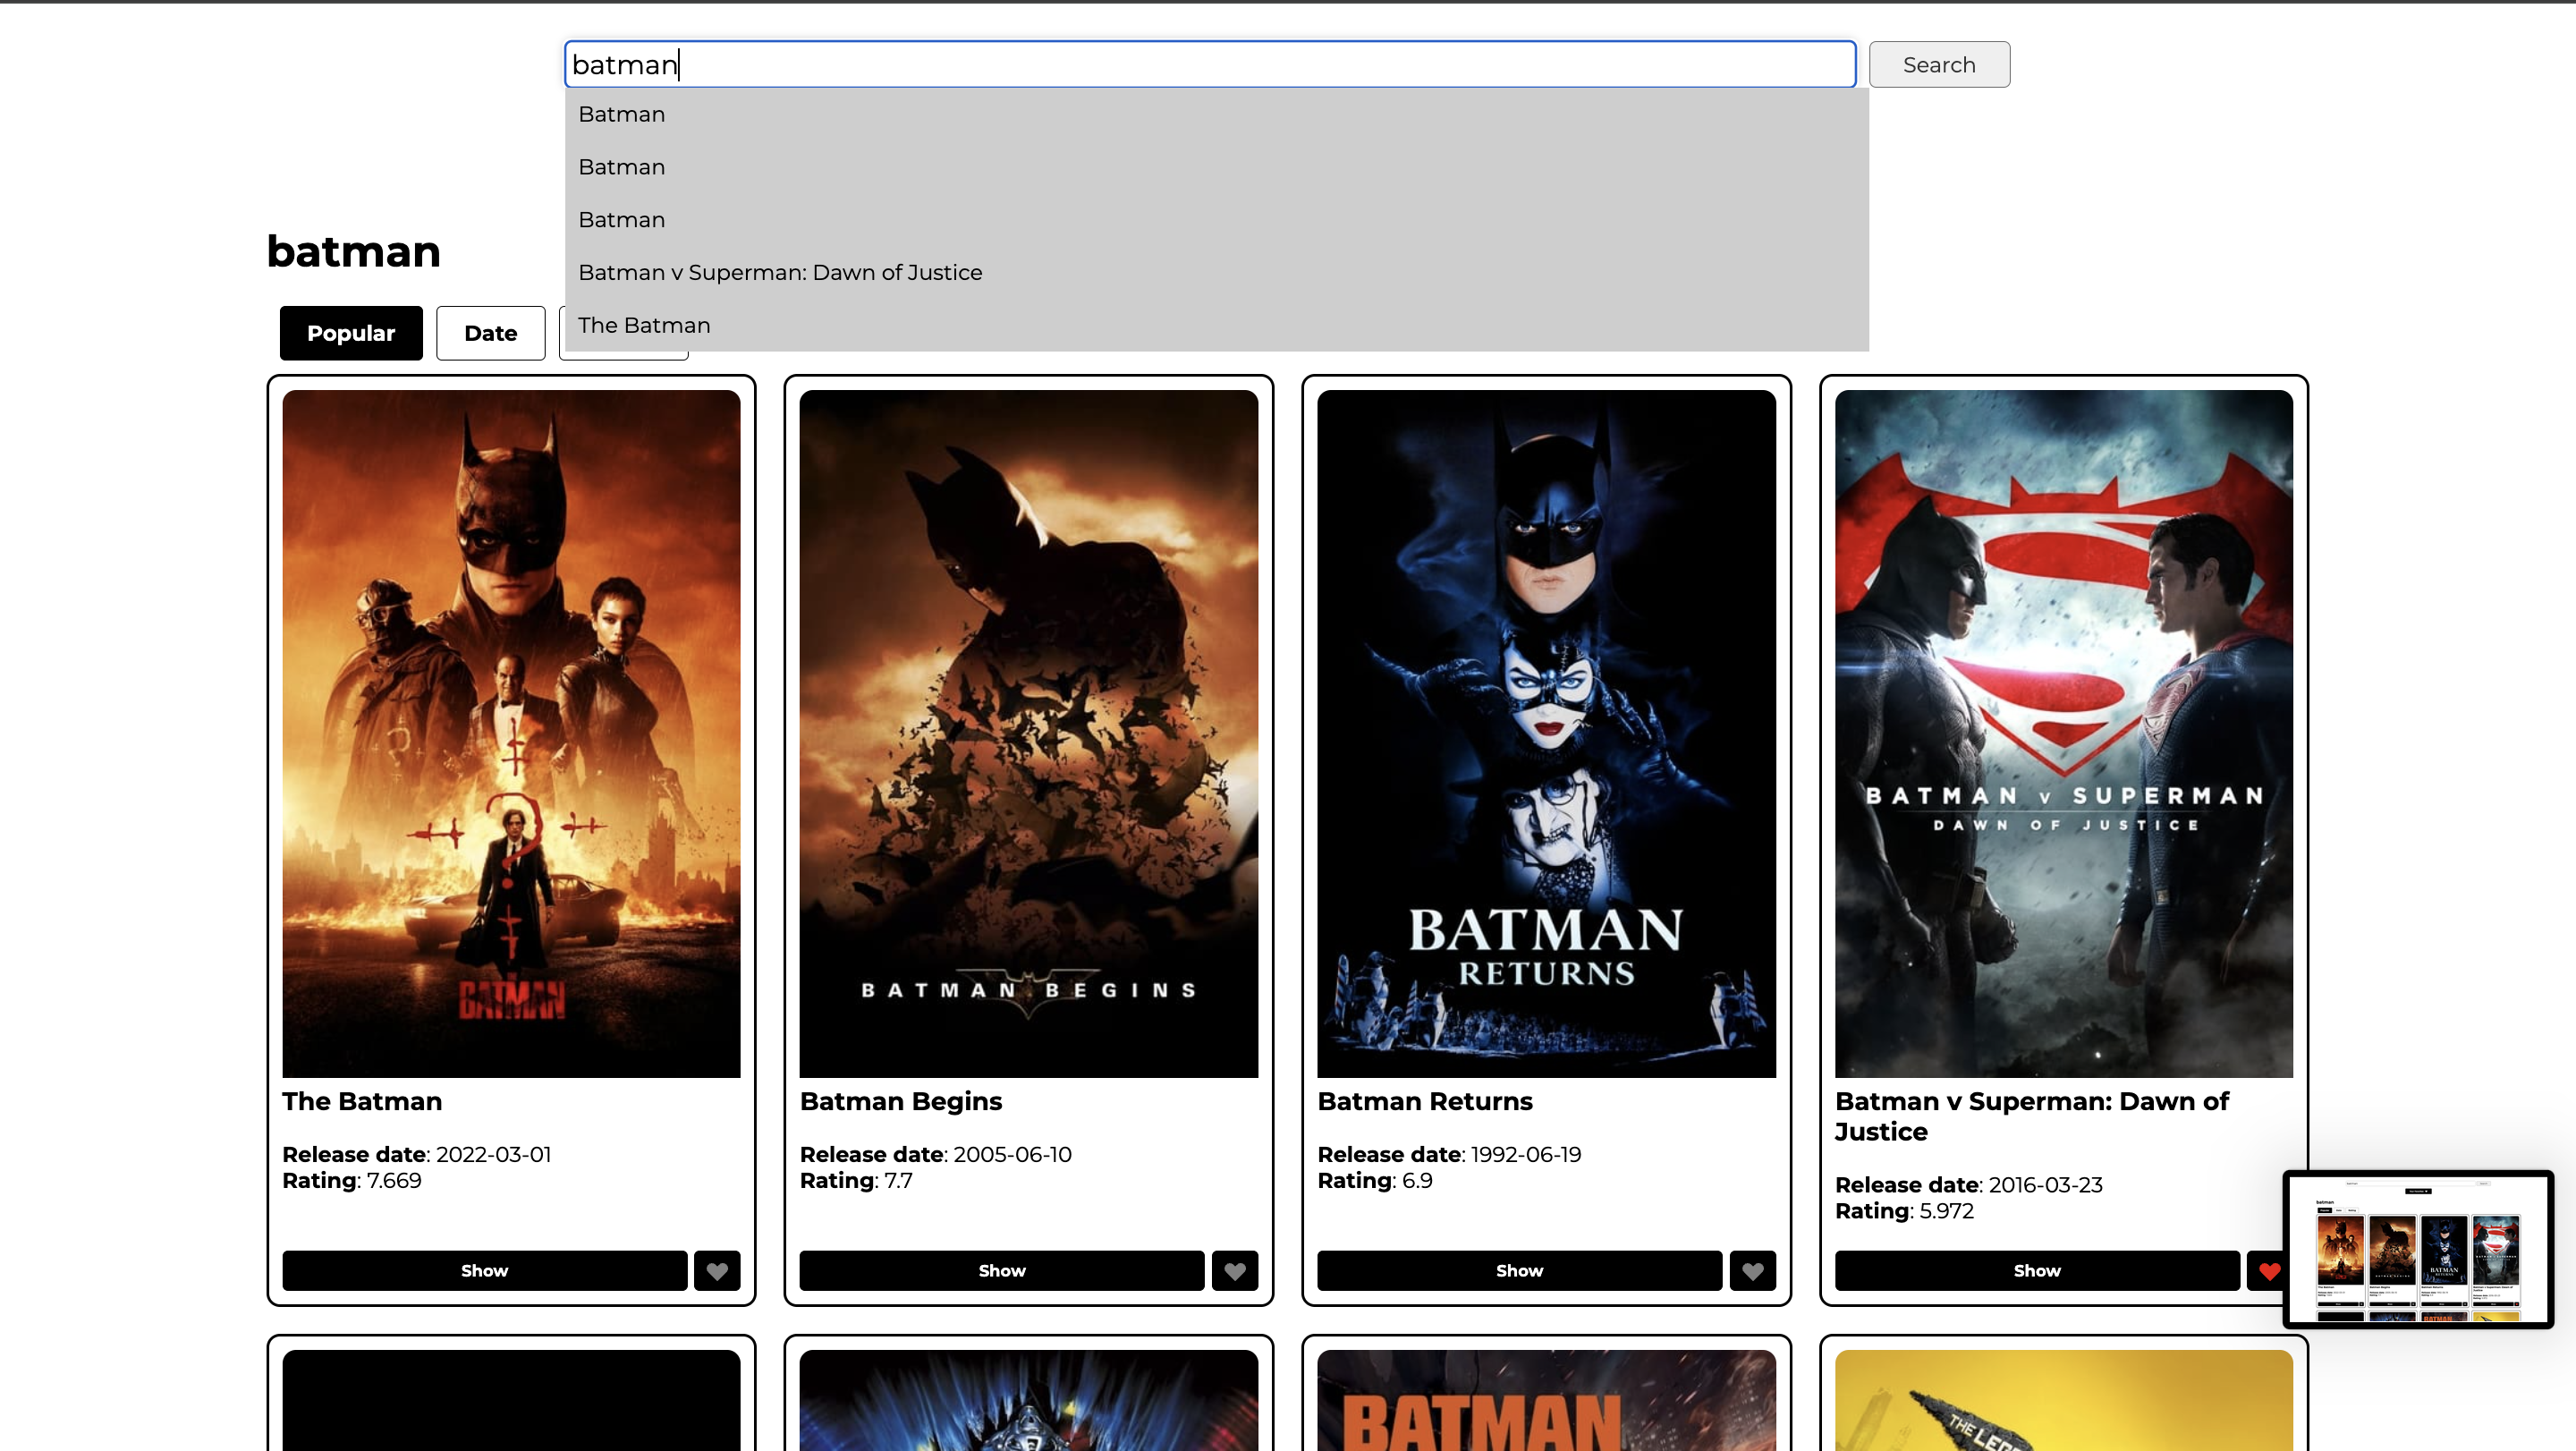 batman
Search
Batman
Batman
Batman
Batman v Superman: Dawn of Justice
The Batman
batman
Popular
Date
BATMAN
BATMAN BEGINS
BATMAN
RETURNS
BATMAN v SUPERMAN
DAWN OF JUSTICE
The Batman
Release date: 2022-03-01
Rating: 7.669
Show
Batman Begins
Release date: 2005-06-10
Rating: 7.7
Show
Batman Returns
Release date: 1992-06-19
Rating: 6.9
Show
Batman v Superman: Dawn of
Justice
Release date: 2016-03-23
Rating: 5.972
Show
BATMAN
THE